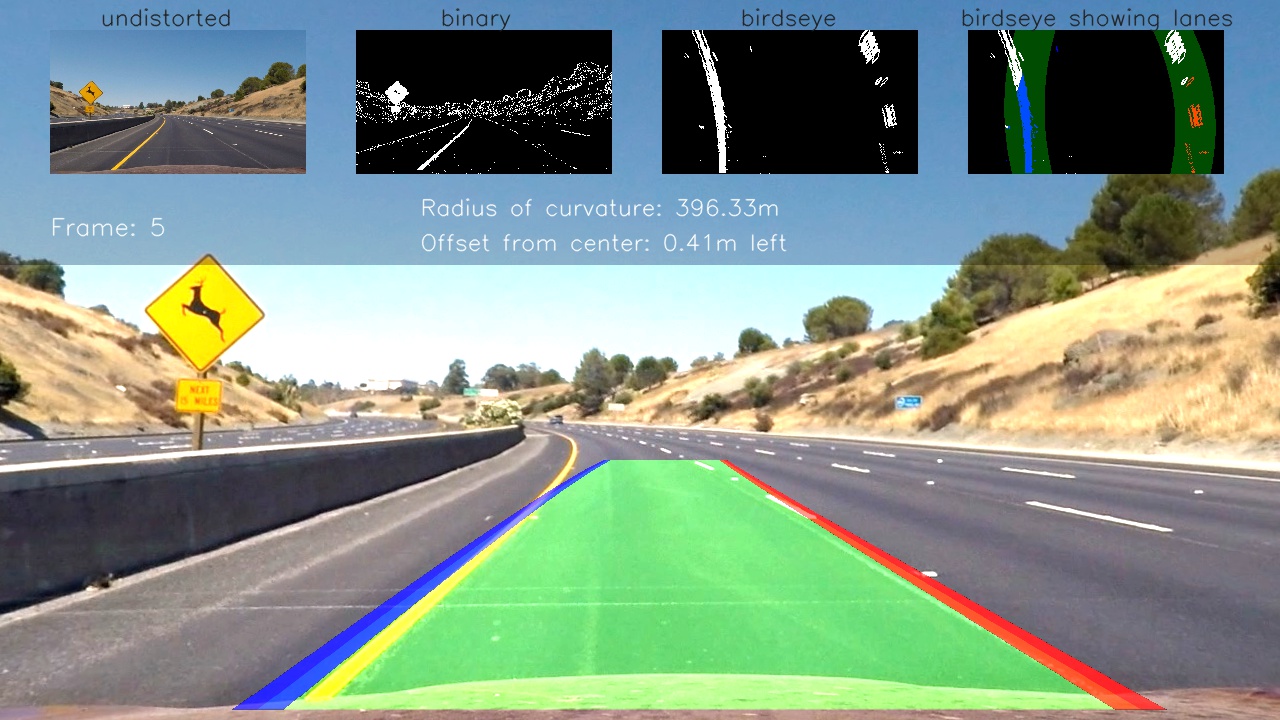 undistorted
binary
birdseye
birdseye showing lanes
Frame: 5
Radius of curvature: 396.33m
Offset from center: 0.41m left
NEXT
15 MILES